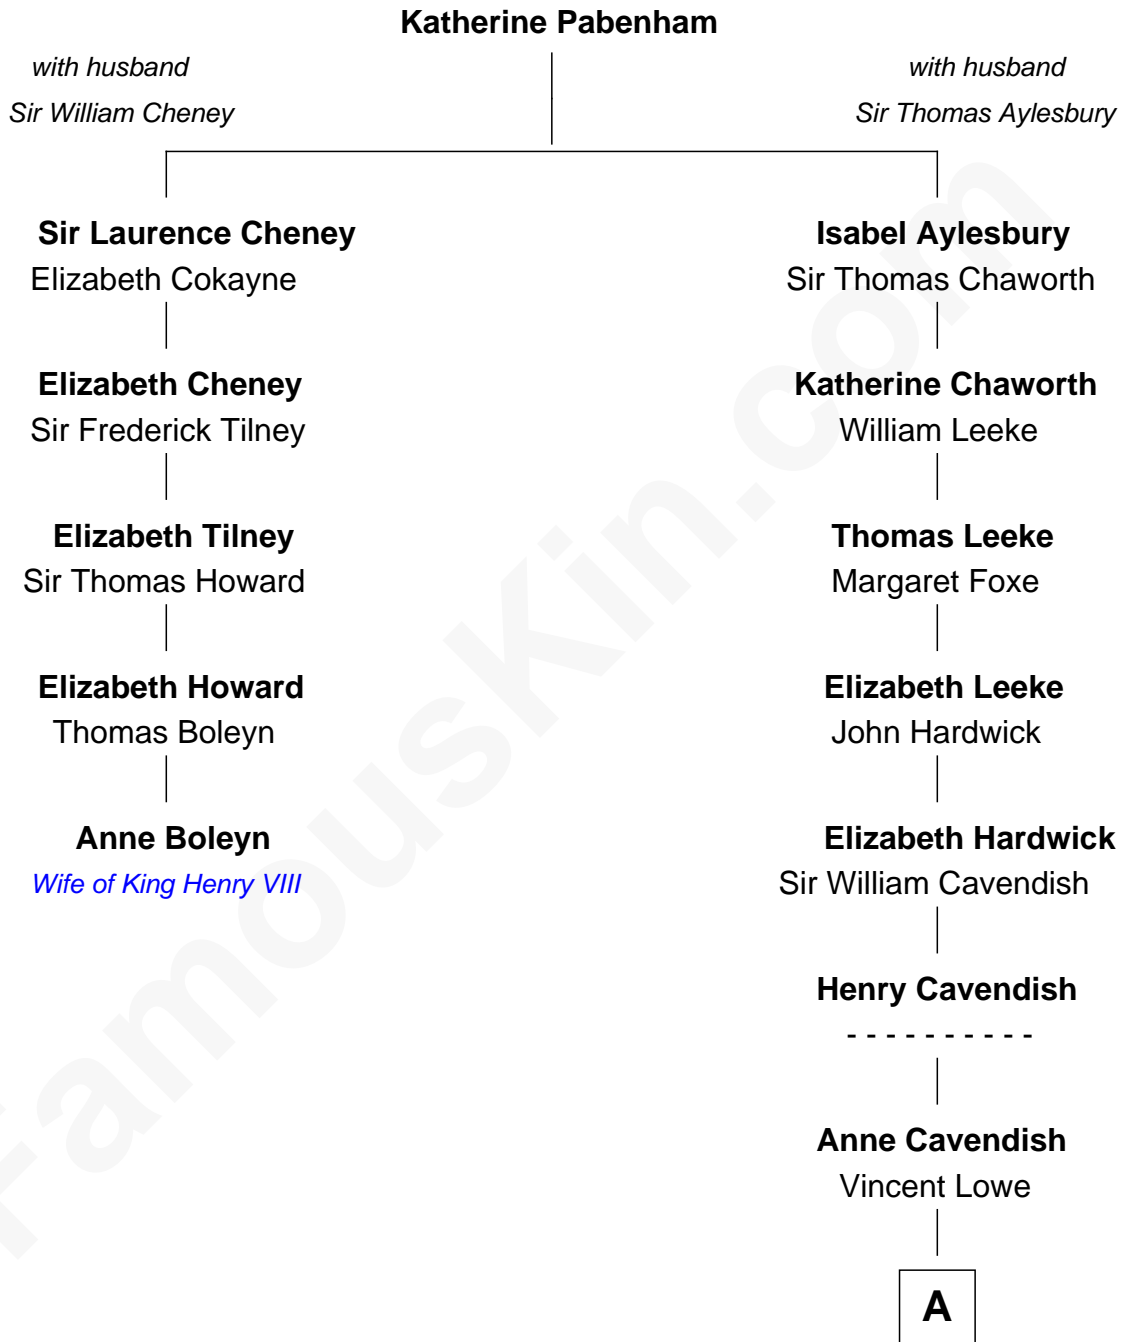 Katherine Pabenham
with husband
Sir William Cheney
with husband
Sir Thomas Aylesbury
Sir Laurence Cheney
Elizabeth Cokayne
Elizabeth Cheney
Sir Frederick Tilney
Elizabeth Tilney
Sir Thomas Howard
Elizabeth Howard
Thomas Boleyn
Anne Boleyn
Wife of King Henry VIII
Isabel Aylesbury
Sir Thomas Chaworth
Katherine Chaworth
William Leeke
Thomas Leeke
Margaret Foxe
Elizabeth Leeke
John Hardwick
Elizabeth Hardwick
Sir William Cavendish
Henry Cavendish
- - - - - - - - - -
Anne Cavendish
Vincent Lowe
A
FamousKin.com